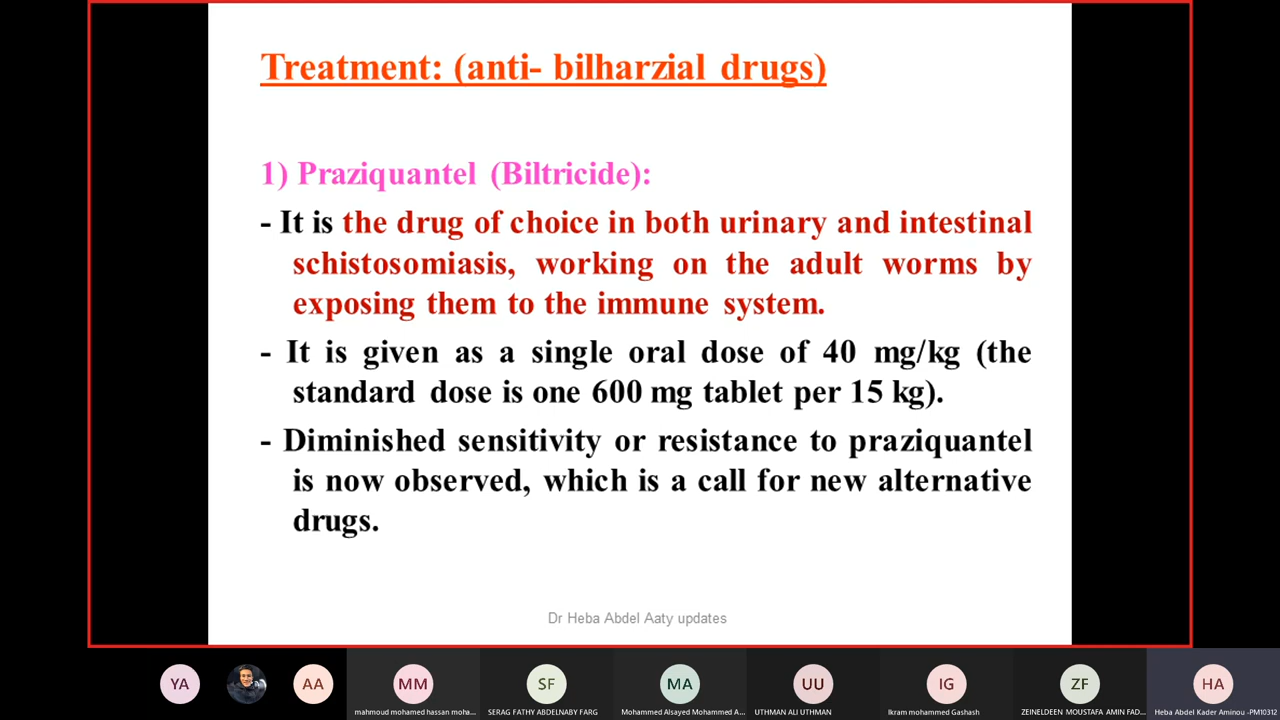 Treatment: (anti- bilharzial drugs)
1) Praziquantel (Biltricide):
- It is the drug of choice in both urinary and intestinal
schistosomiasis, working on the adult worms by
exposing them to the immune system.
- It is given as a single oral dose of 40 mg/kg (the
standard dose is one 600 mg tablet per 15 kg).
- Diminished sensitivity or resistance to praziquantel
is now observed, which is a call for new alternative
drugs.
Dr Heba Abdel Aaty updates
YA AA MM SF MA UU IG ZF HA
mahmoud mohamed hassan moha... SERAG FATHY ABDELNABY FARG Mohammed Alsayed Mohammed A... UTHMAN ALI UTHMAN Ikram mohammed Gashash ZEINELDEEN MOUSTAFA AMIN FAD... Heba Abdel Kader Aminou -PM10312